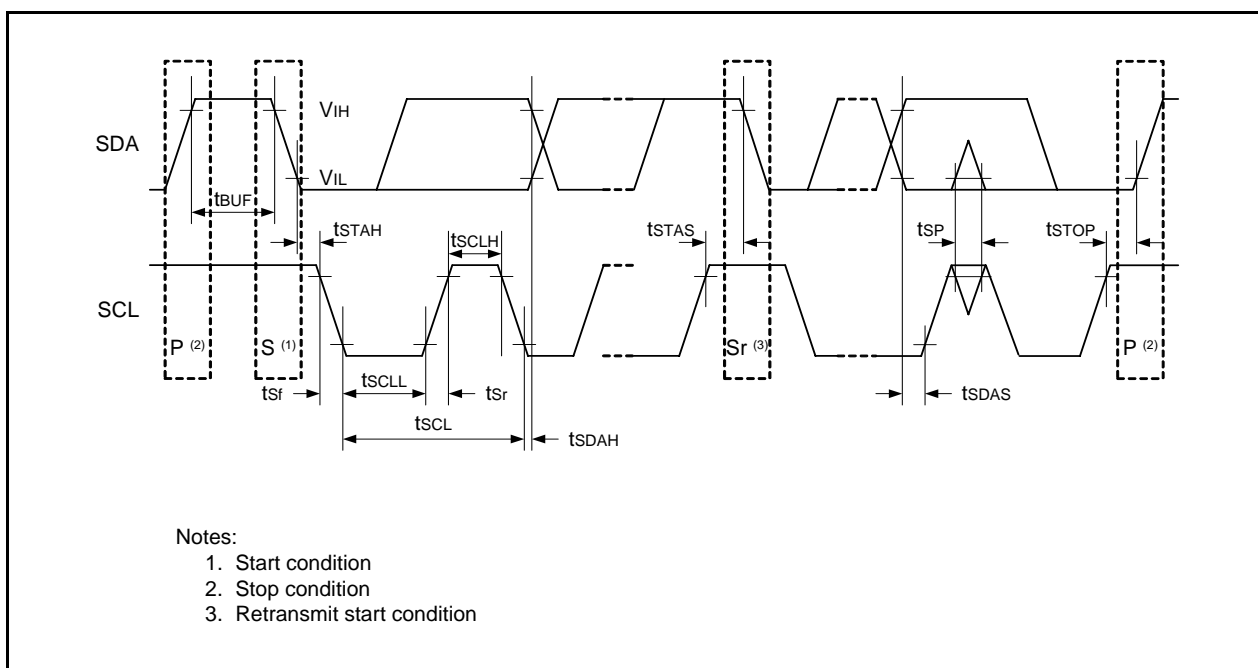 SDA
VIH
VIL
tBUF
tSTAH
tSCLH
tSTAS
tSP
tSTOP
SCL
P (2)
S (1)
Sr (3)
P (2)
tSf
tSCLL
tSr
tSDAS
tSCL
tSDAH
Notes:
1. Start condition
2. Stop condition
3. Retransmit start condition